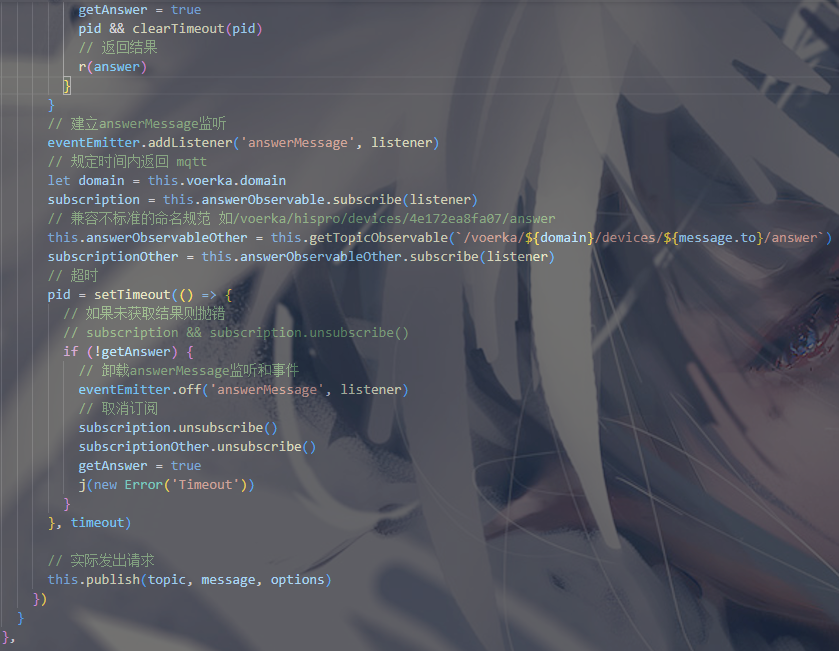 getAnswer = true
pid && clearTimeout(pid)
// 返回结果
r(answer)
}
}
// 建立answerMessage监听
eventEmitter.addListener('answerMessage', listener)
// 规定时间内返回 mqtt
let domain = this.voerka.domain
subscription = this.answerObservable.subscribe(listener)
// 兼容不标准的命名规范 如/voerka/hispro/devices/4e172ea8fa07/answer
this.answerObservableOther = this.getTopicObservable(`/voerka/${domain}/devices/${message.to}/answer`)
subscriptionOther = this.answerObservableOther.subscribe(listener)
// 超时
pid = setTimeout(() => {
// 如果未获取结果则抛错
// subscription && subscription.unsubscribe()
if (!getAnswer) {
// 卸载answerMessage监听和事件
eventEmitter.off('answerMessage', listener)
// 取消订阅
subscription.unsubscribe()
subscriptionOther.unsubscribe()
getAnswer = true
j(new Error('Timeout'))
}
}, timeout)
// 实际发出请求
this.publish(topic, message, options)
})
}
},